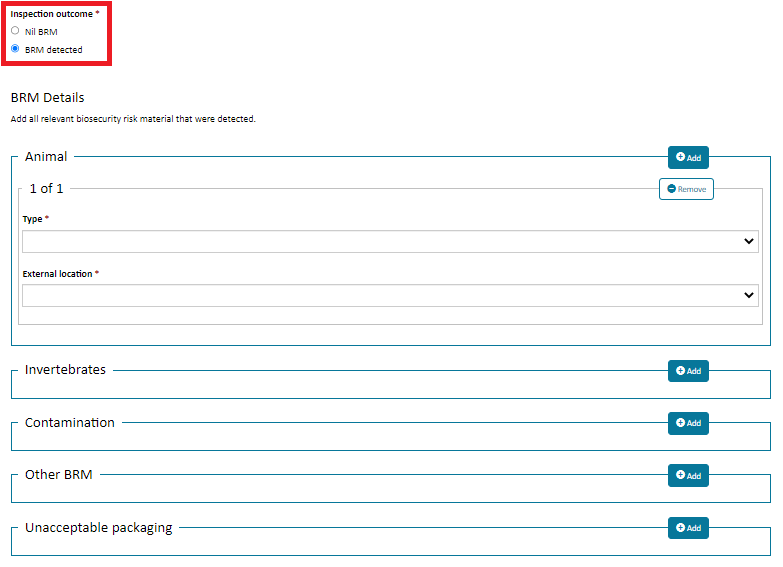 Inspection outcome *
Nil BRM
BRM detected
BRM Details
Add all relevant biosecurity risk material that were detected.
Animal
Add
1 of 1
Remove
Type *
External location *
Invertebrates
Add
Contamination
Add
Other BRM
Add
Unacceptable packaging
Add